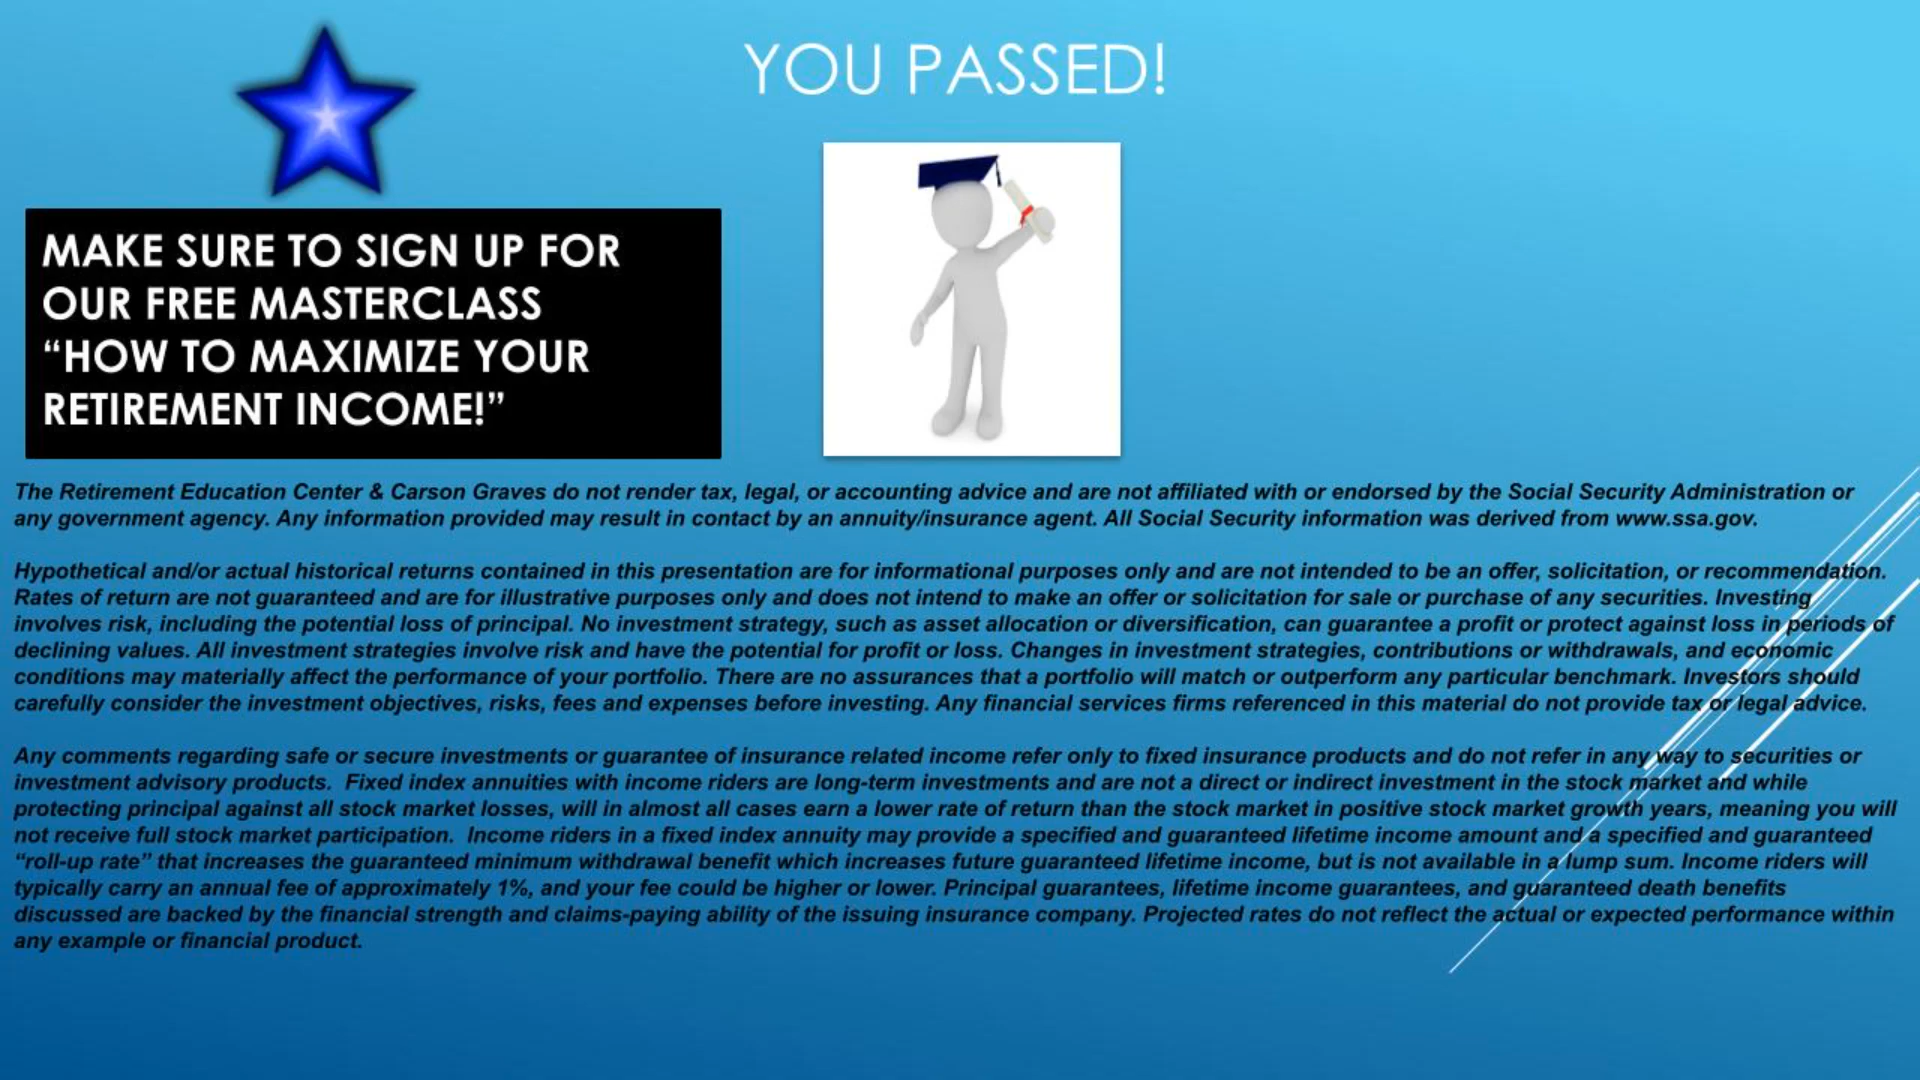 YOU PASSED!
MAKE SURE TO SIGN UP FOR
OUR FREE MASTERCLASS
“HOW TO MAXIMIZE YOUR
RETIREMENT INCOME!”
The Retirement Education Center & Carson Graves do not render tax, legal, or accounting advice and are not affiliated with or endorsed by the Social Security Administration or
any government agency. Any information provided may result in contact by an annuity/insurance agent. All Social Security information was derived from www.ssa.gov.
Hypothetical and/or actual historical returns contained in this presentation are for informational purposes only and are not intended to be an offer, solicitation, or recommendation.
Rates of return are not guaranteed and are for illustrative purposes only and does not intend to make an offer or solicitation for sale or purchase of any securities. Investing
involves risk, including the potential loss of principal. No investment strategy, such as asset allocation or diversification, can guarantee a profit or protect against loss in periods of
declining values. All investment strategies involve risk and have the potential for profit or loss. Changes in investment strategies, contributions or withdrawals, and economic
conditions may materially affect the performance of your portfolio. There are no assurances that a portfolio will match or outperform any particular benchmark. Investors should
carefully consider the investment objectives, risks, fees and expenses before investing. Any financial services firms referenced in this material do not provide tax or legal advice.
Any comments regarding safe or secure investments or guarantee of insurance related income refer only to fixed insurance products and do not refer in any way to securities or
investment advisory products.  Fixed index annuities with income riders are long-term investments and are not a direct or indirect investment in the stock market and while
protecting principal against all stock market losses, will in almost all cases earn a lower rate of return than the stock market in positive stock market growth years, meaning you will
not receive full stock market participation.  Income riders in a fixed index annuity may provide a specified and guaranteed lifetime income amount and a specified and guaranteed
“roll-up rate” that increases the guaranteed minimum withdrawal benefit which increases future guaranteed lifetime income, but is not available in a lump sum. Income riders will
typically carry an annual fee of approximately 1%, and your fee could be higher or lower. Principal guarantees, lifetime income guarantees, and guaranteed death benefits
discussed are backed by the financial strength and claims-paying ability of the issuing insurance company. Projected rates do not reflect the actual or expected performance within
any example or financial product.